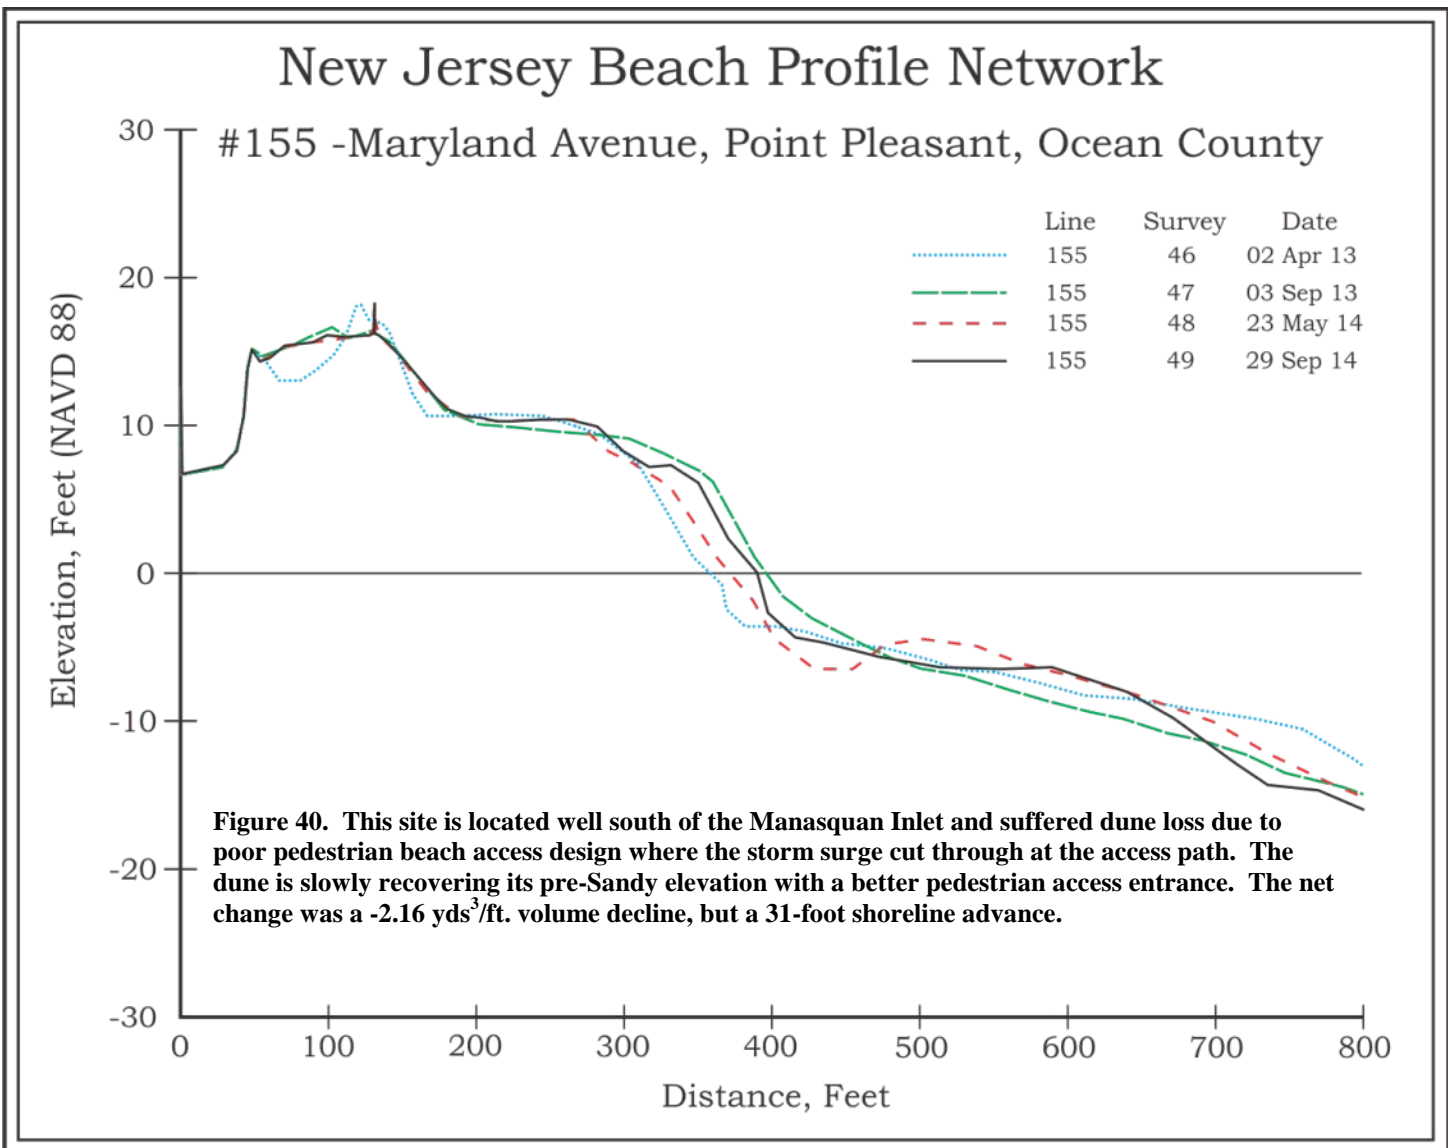 New Jersey Beach Profile Network
#155 -Maryland Avenue, Point Pleasant, Ocean County
Line Survey Date
155 46 02 Apr 13
155 47 03 Sep 13
155 48 23 May 14
155 49 29 Sep 14
Elevation, Feet (NAVD 88)
30
20
10
0
-10
-20
-30
Figure 40. This site is located well south of the Manasquan Inlet and suffered dune loss due to
poor pedestrian beach access design where the storm surge cut through at the access path. The
dune is slowly recovering its pre-Sandy elevation with a better pedestrian access entrance. The net
change was a -2.16 yds³/ft. volume decline, but a 31-foot shoreline advance.
0 100 200 300 400 500 600 700 800
Distance, Feet